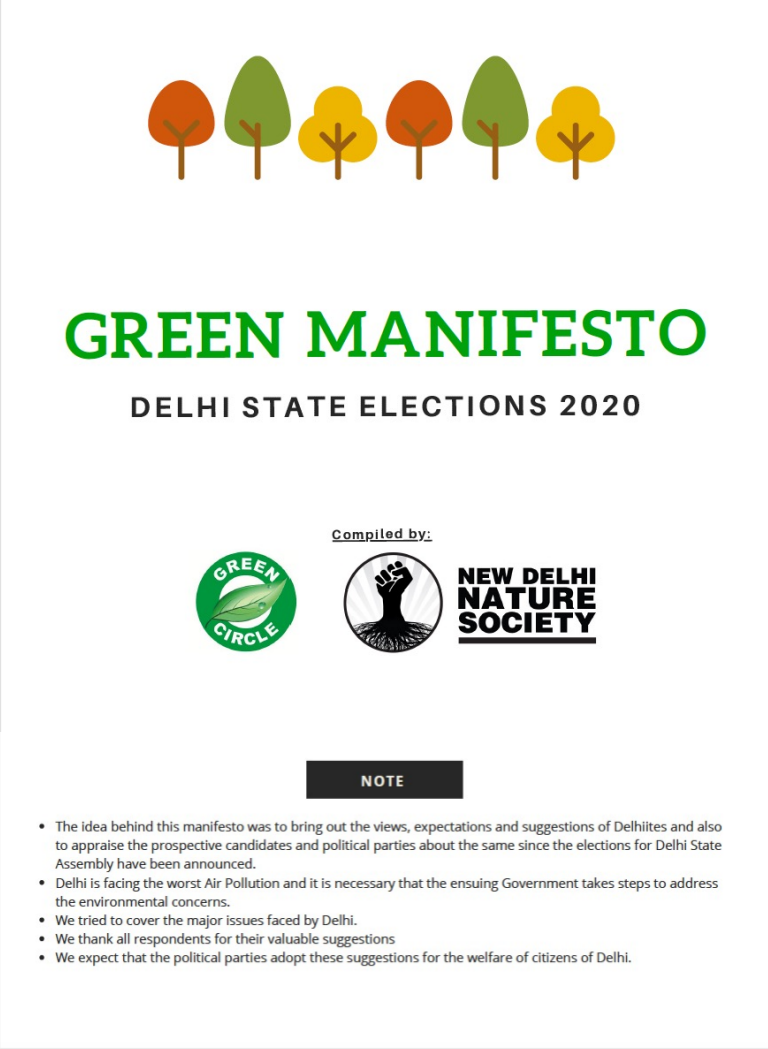 GREEN MANIFESTO
DELHI STATE ELECTIONS 2020
Compiled by:
GREEN
CIRCLE
NEW DELHI
NATURE
SOCIETY
NOTE
• The idea behind this manifesto was to bring out the views, expectations and suggestions of Delhiites and also
to appraise the prospective candidates and political parties about the same since the elections for Delhi State
Assembly have been announced.
• Delhi is facing the worst Air Pollution and it is necessary that the ensuing Government takes steps to address
the environmental concerns.
• We tried to cover the major issues faced by Delhi.
• We thank all respondents for their valuable suggestions
• We expect that the political parties adopt these suggestions for the welfare of citizens of Delhi.